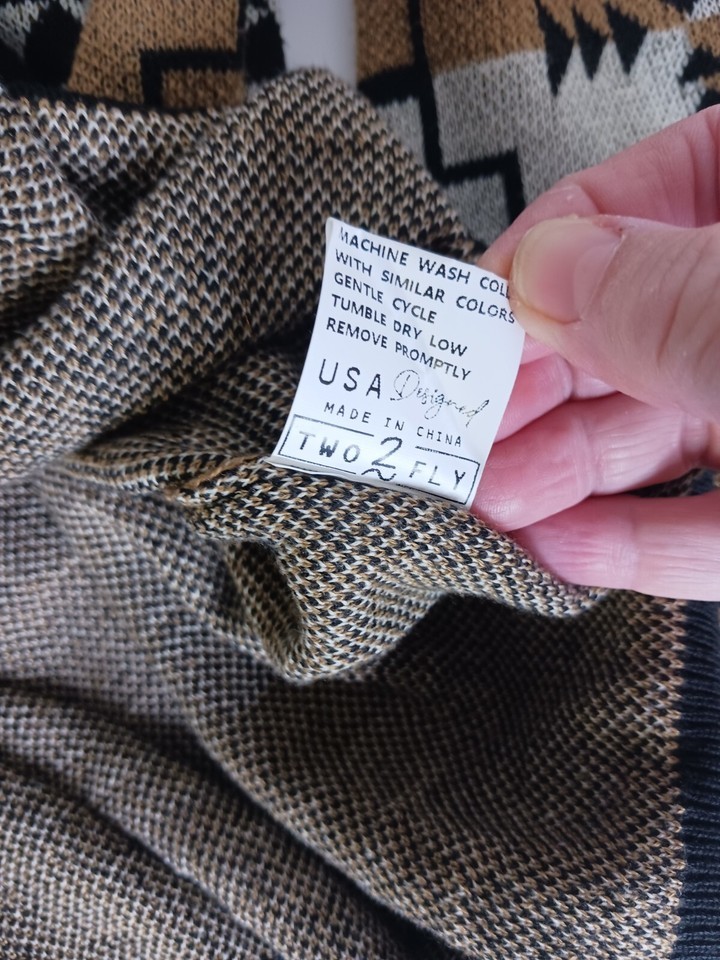 MACHINE WASH COL
WITH SIMILAR COLORS
GENTLE CYCLE
TUMBLE DRY LOW
REMOVE PROMPTLY
USA Designed
MADE IN CHINA
TWO 2 FLY